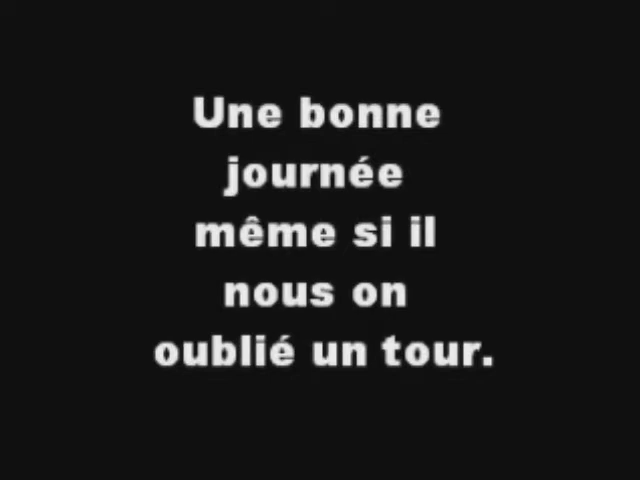 Une bonne
journée
même si il
nous on
oublié un tour.